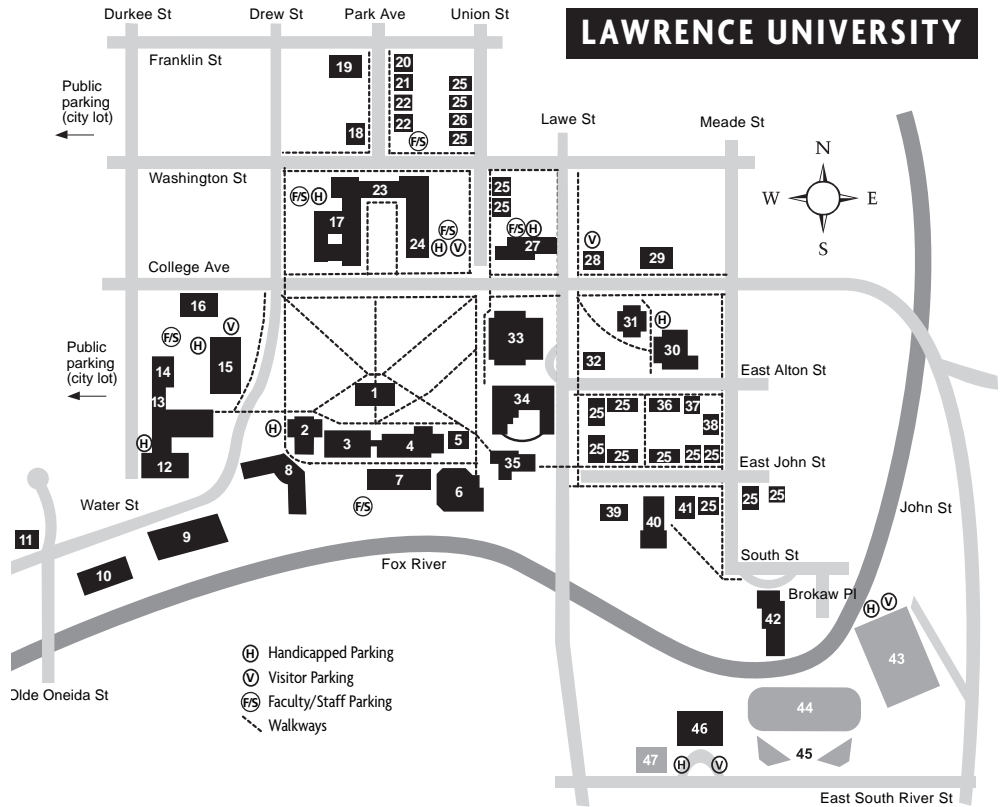 Durkee St
Drew St
Park Ave
Union St
LAWRENCE UNIVERSITY
Franklin St
19
20
21
22
22
25
25
26
25
18
F/S
Public
parking
(city lot)
Lawe St
Meade St
N
W
E
S
Washington St
F/S
H
23
17
24
F/S
H
V
25
25
F/S
H
27
V
28
29
College Ave
16
V
F/S
H
15
14
13
H
12
Public
parking
(city lot)
33
31
H
30
32
East Alton St
1
34
H
2
3
4
5
35
8
7
6
F/S
25
25
36
37
38
25
25
25
25
25
East John St
25
25
39
40
41
25
John St
Water St
11
9
10
Fox River
South St
Brokaw Pl
42
H
V
43
Olde Oneida St
H
Handicapped Parking
V
Visitor Parking
F/S
Faculty/Staff Parking
Walkways
44
46
45
47
H
V
East South River St